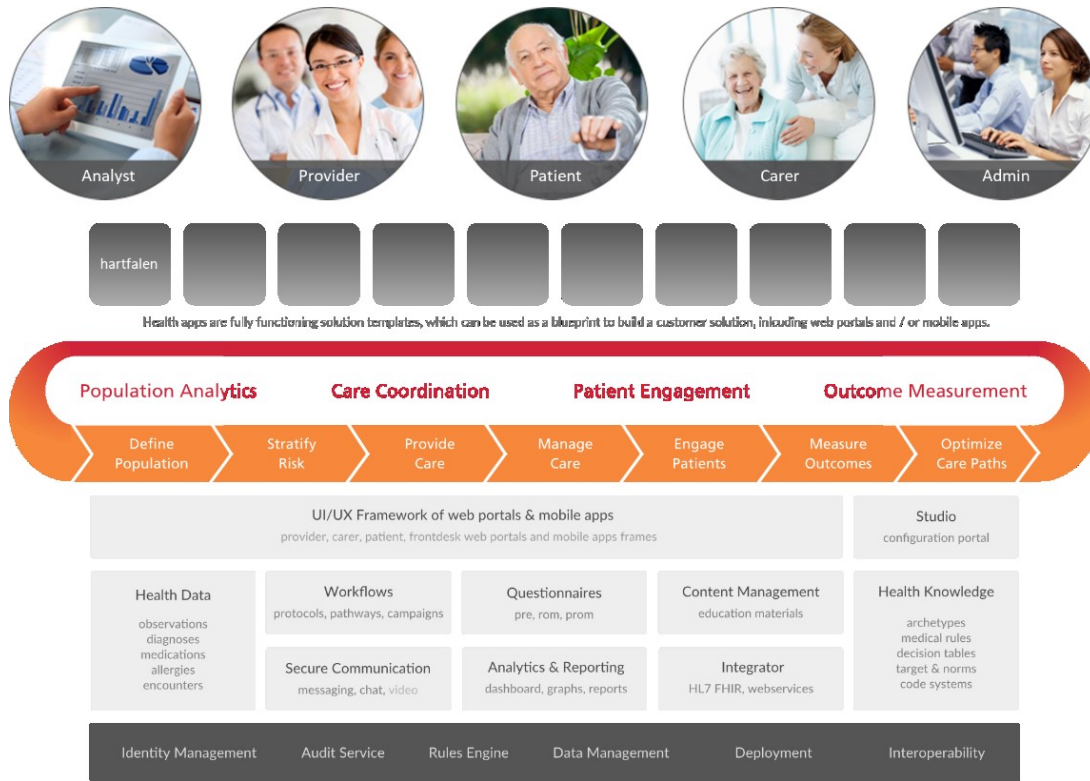 Analyst
Provider
Patient
Carer
Admin
hartfalen
Health apps are fully functioning solution templates, which can be used as a blueprint to build a customer solution, inlcuding web portals and / or mobile apps.
Population Analytics
Care Coordination
Patient Engagement
Outcome Measurement
Define
Population
Stratify
Risk
Provide
Care
Manage
Care
Engage
Patients
Measure
Outcomes
Optimize
Care Paths
UI/UX Framework of web portals & mobile apps
provider, carer, patient, frontdesk web portals and mobile apps frames
Studio
configuration portal
Health Data
observations
diagnoses
medications
allergies
encounters
Workflows
protocols, pathways, campaigns
Questionnaires
pre, rom, prom
Content Management
education materials
Secure Communication
messaging, chat, video
Analytics & Reporting
dashboard, graphs, reports
Integrator
HL7 FHIR, webservices
Health Knowledge
archetypes
medical rules
decision tables
target & norms
code systems
Identity Management
Audit Service
Rules Engine
Data Management
Deployment
Interoperability